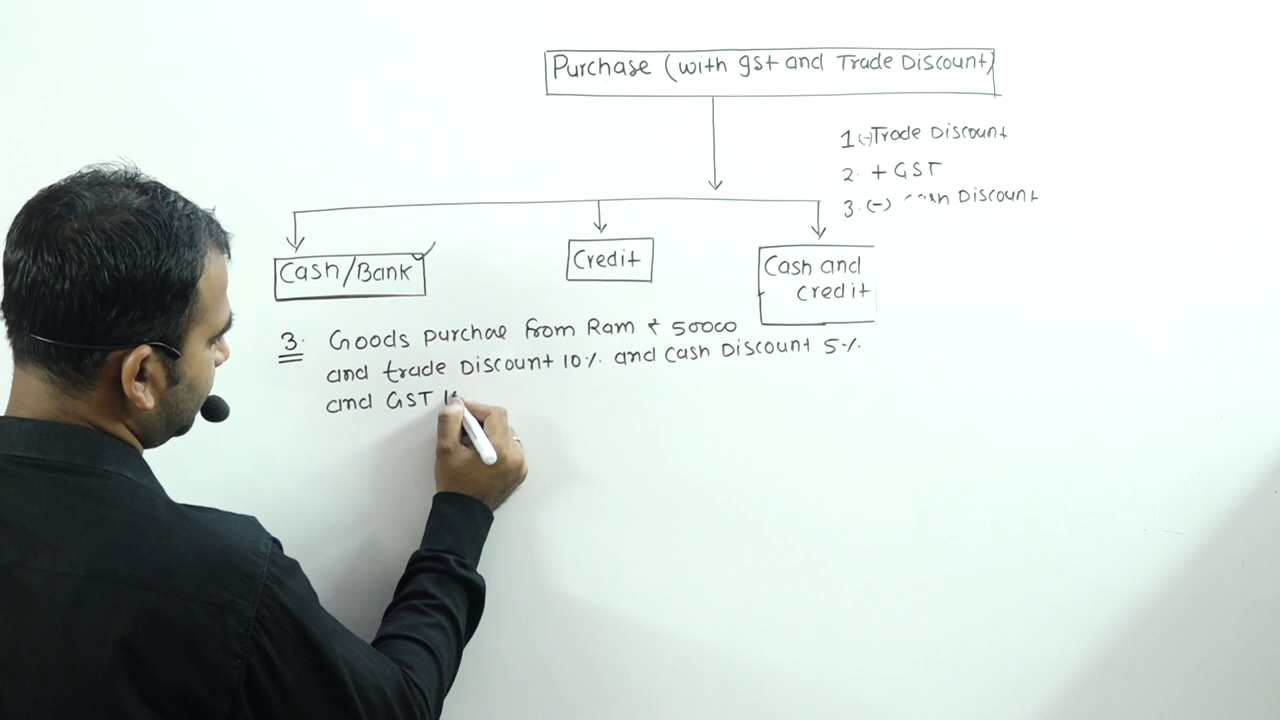 Purchase (with gst and Trade Discount)
1(-)Trade Discount
2. + GST
3. (-) Discount
Cash/Bank
Credit
Cash and
credit
3. Goods purchae from Ram ₹ 50000
and trade Discount 10%. and Cash Discount 5%.
and GST